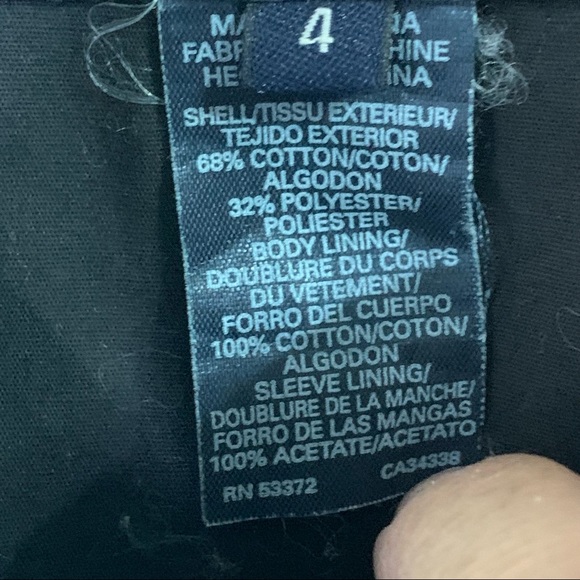 4
SHELL/TISSU EXTERIEUR/
TEJIDO EXTERIOR
68% COTTON/COTON/
ALGODON
32% POLYESTER/
POLIESTER
BODY LINING/
DOUBLURE DU CORPS
DU VETEMENT/
FORRO DEL CUERPO
100% COTTON/COTON/
ALGODON
SLEEVE LINING/
DOUBLURE DE LA MANCHE/
FORRO DE LAS MANGAS
100% ACETATE/ACETATO
RN 53372 CA34338